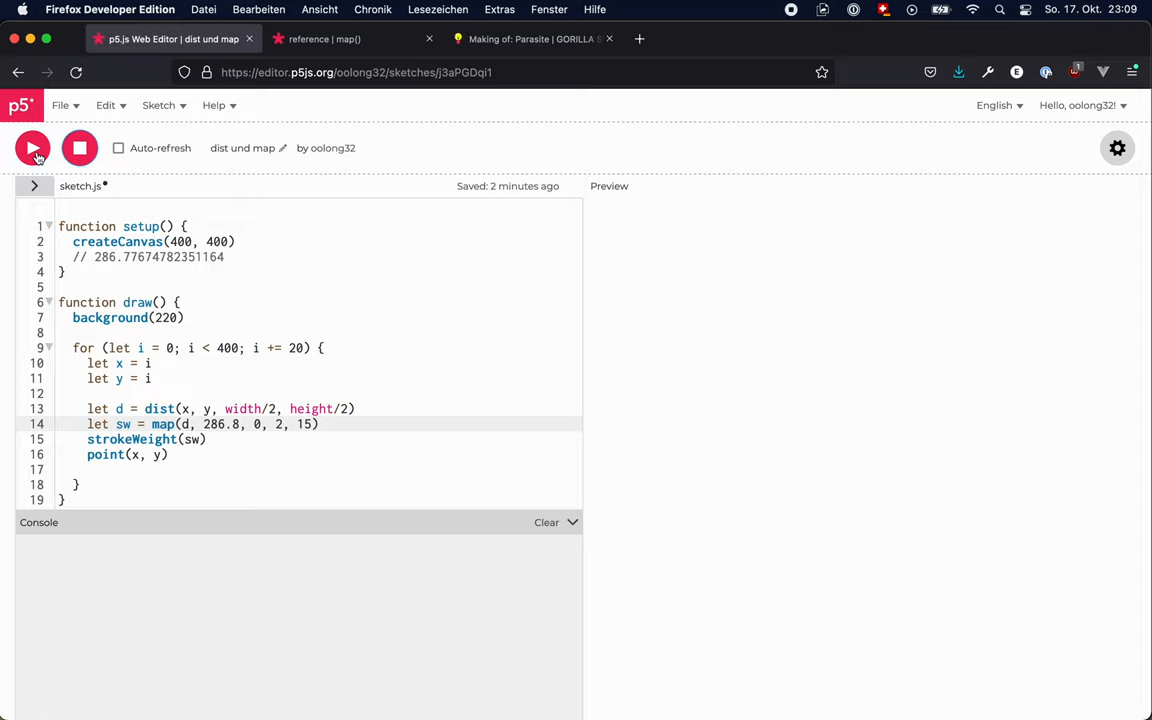 Firefox Developer Edition Datei Bearbeiten Ansicht Chronik Lesezeichen Extras Fenster Hilfe So. 17. Okt. 23:09
p5.js Web Editor | dist und map reference | map() Making of: Parasite | GORILLA S
https://editor.p5js.org/oolong32/sketches/j3aPGDqi1 E 1
p5* File Edit Sketch Help English Hello, oolong32!
Auto-refresh dist und map by oolong32
sketch.js Saved: 2 minutes ago Preview
1 function setup() {
2 createCanvas(400, 400)
3 // 286.77674782351164
4 }
5
6 function draw() {
7 background(220)
8
9 for (let i = 0; i < 400; i += 20) {
10 let x = i
11 let y = i
12
13 let d = dist(x, y, width/2, height/2)
14 let sw = map(d, 286.8, 0, 2, 15)
15 strokeWeight(sw)
16 point(x, y)
17
18 }
19 }
Console Clear